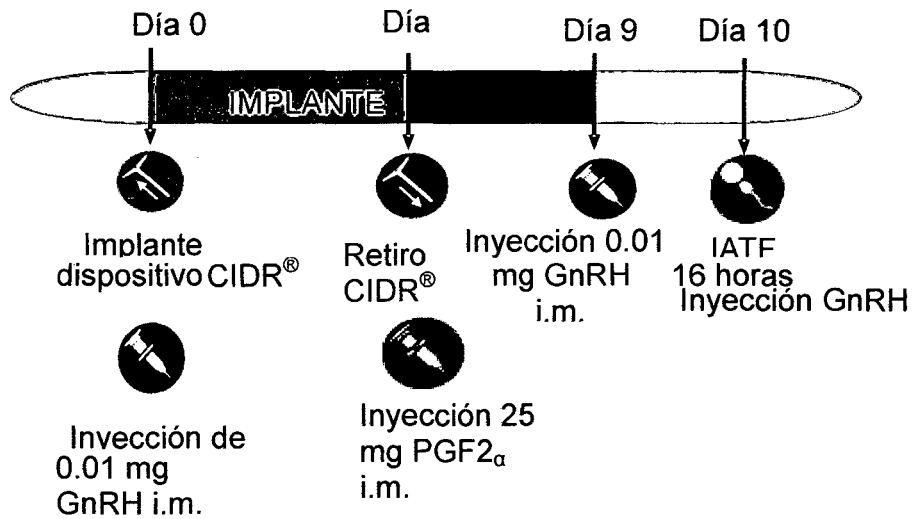 Día 0
Día
Día 9
Día 10
IMPLANTE
Implante
dispositivo CIDR®
Retiro
CIDR®
Inyección 0.01
mg GnRH
i.m.
IATF
16 horas
Inyección GnRH
Inyección de
0.01 mg
GnRH i.m.
Inyección 25
mg PGF2α
i.m.